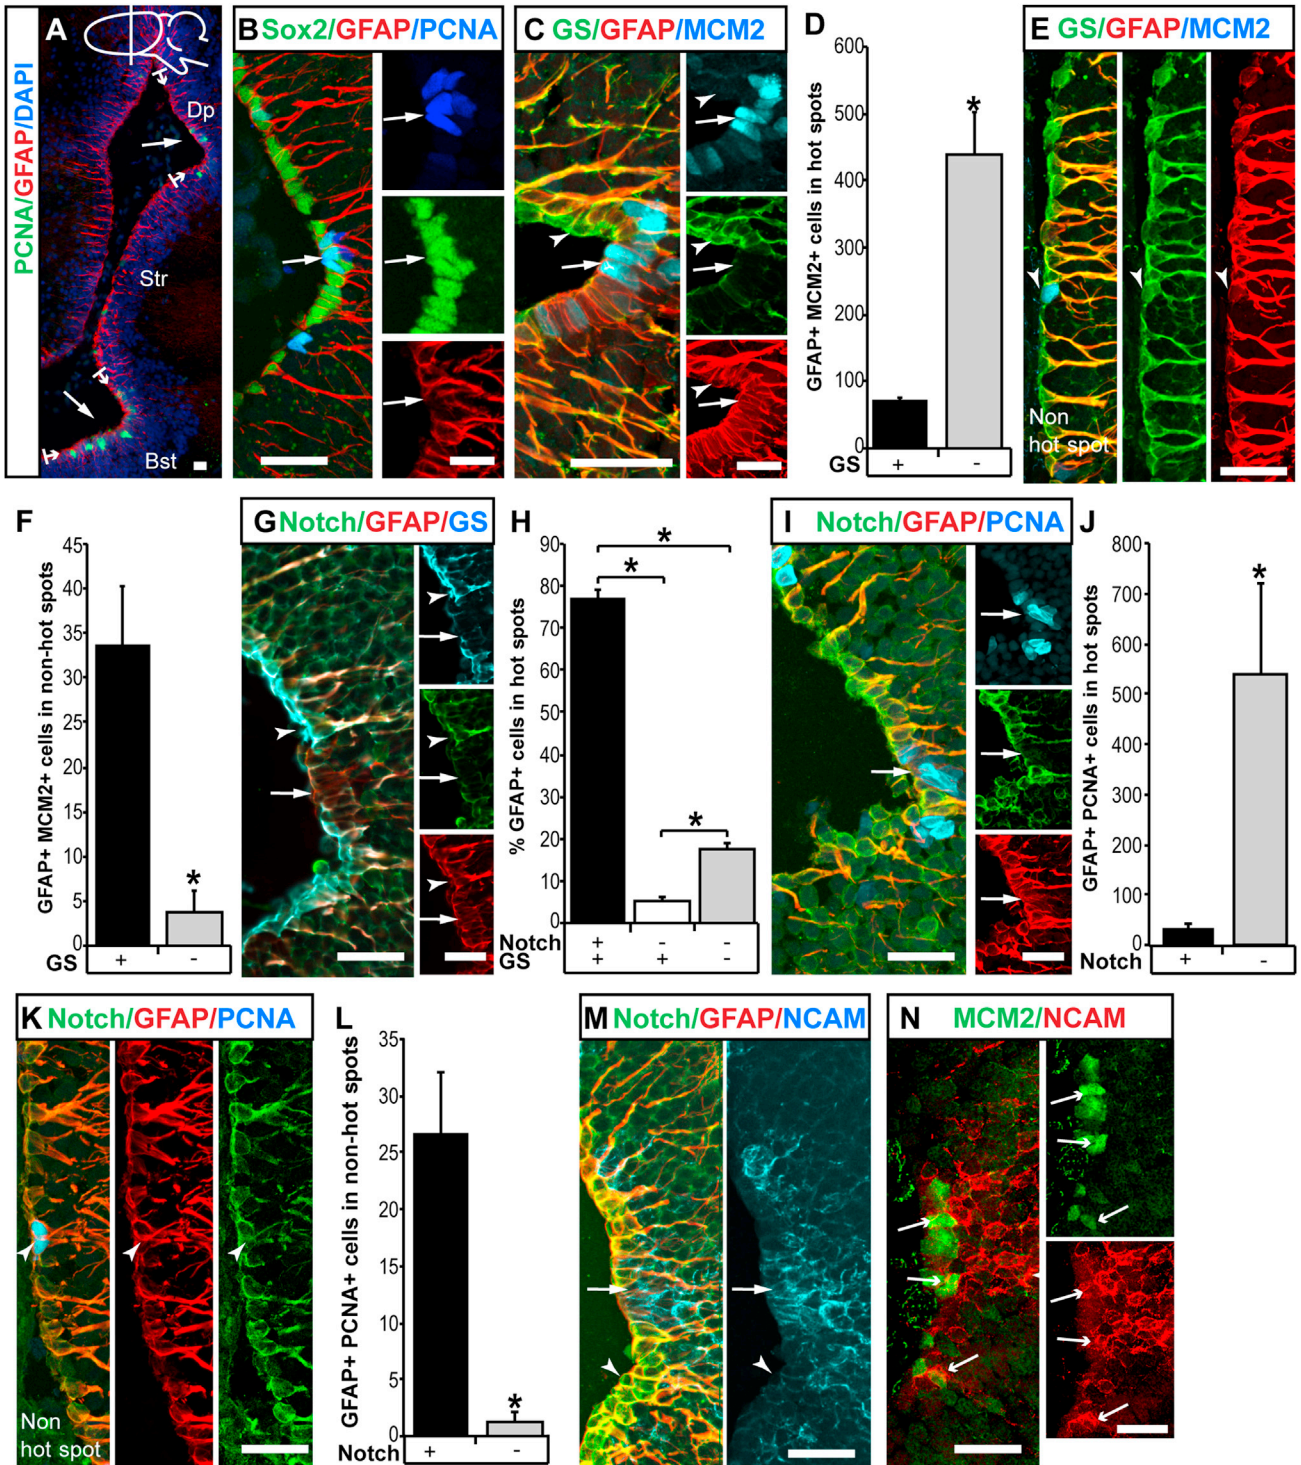 A
PCNA/GFAP/DAPI
Dp
Str
Bst
B Sox2/GFAP/PCNA
C GS/GFAP/MCM2
D
GFAP+ MCM2+ cells in hot spots
600
500
400
300
200
100
0
GS + -
*
E GS/GFAP/MCM2
Non
hot spot
F
GFAP+ MCM2+ cells in non-hot spots
45
40
35
30
25
20
15
10
5
0
GS + -
*
G Notch/GFAP/GS
H
% GFAP+ cells in hot spots
90
80
70
60
50
40
30
20
10
0
* * *
Notch + - -
GS + + -
I Notch/GFAP/PCNA
J
GFAP+ PCNA+ cells in hot spots
800
700
600
500
400
300
200
100
0
Notch + -
*
K Notch/GFAP/PCNA
Non
hot spot
L
GFAP+ PCNA+ cells in non-hot spots
35
30
25
20
15
10
5
0
Notch + -
*
M Notch/GFAP/NCAM
N MCM2/NCAM